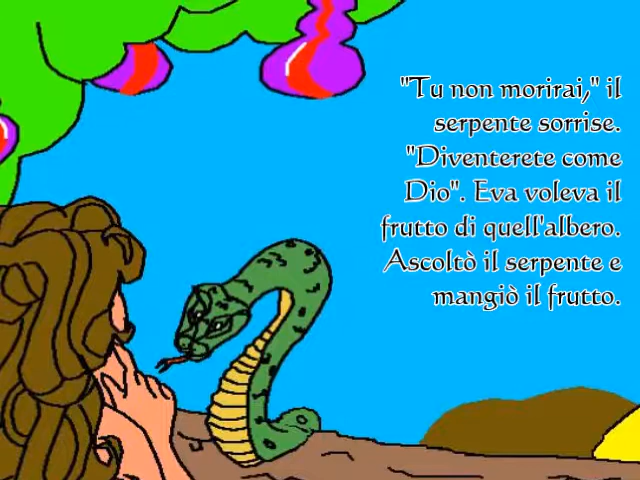 "Tu non morirai," il
serpente sorrise.
"Diventerete come
Dio". Eva voleva il
frutto di quell'albero.
Ascoltò il serpente e
mangiò il frutto.